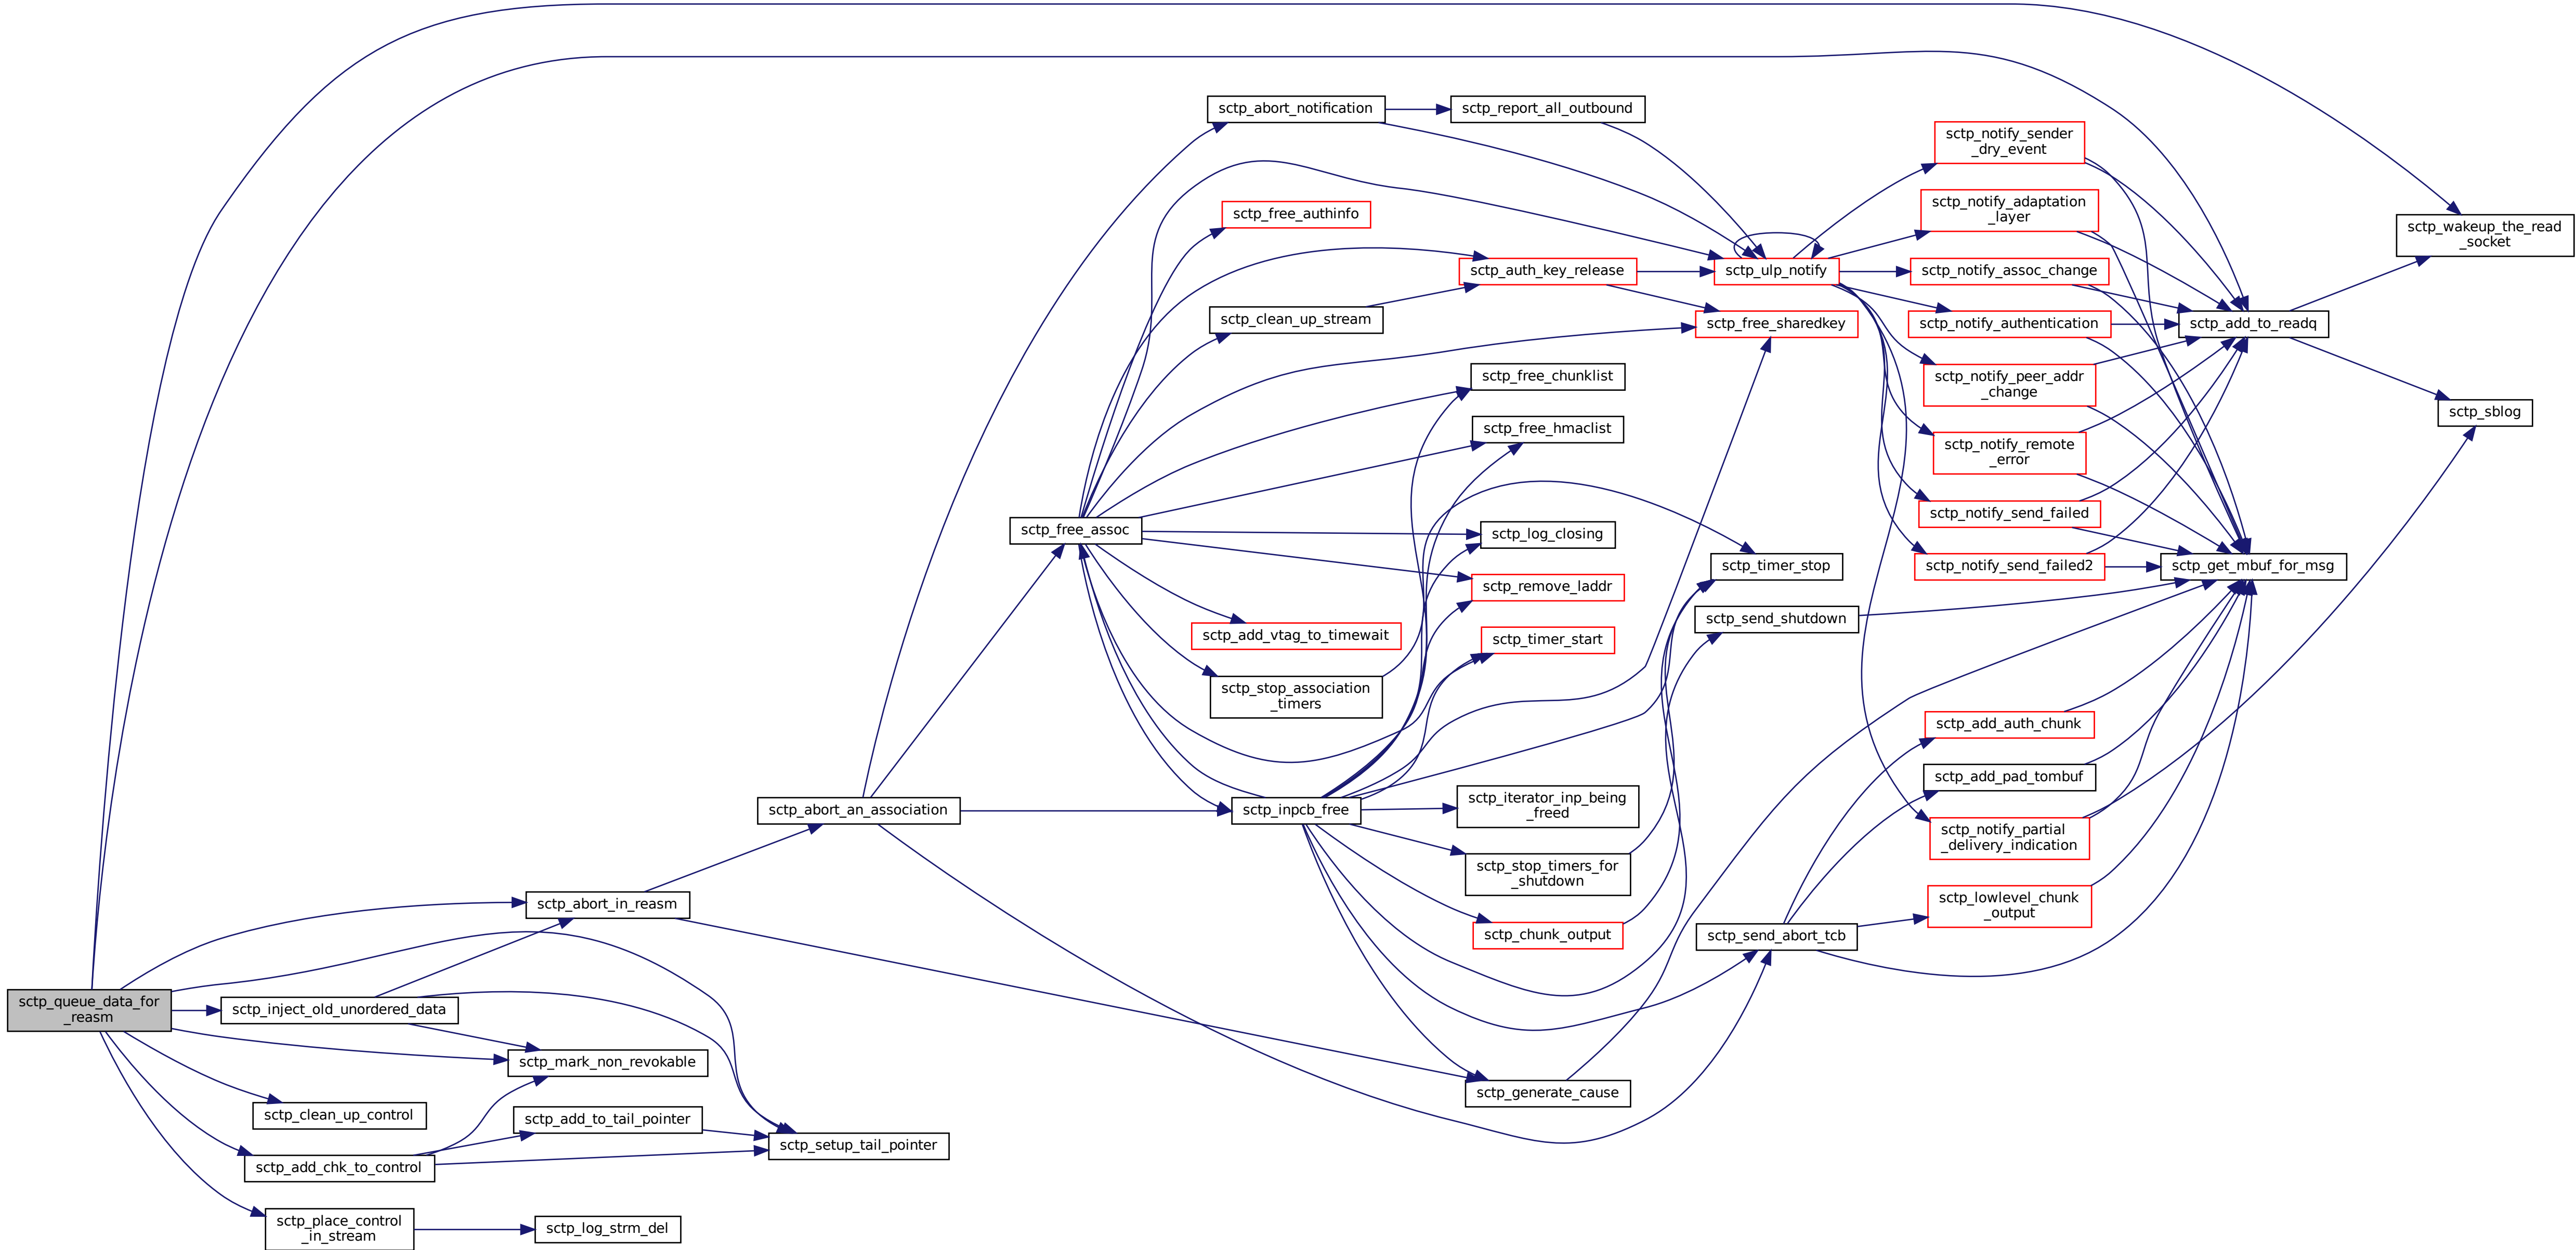 sctp_queue_data_for
_reasm
sctp_inject_old_unordered_data
sctp_clean_up_control
sctp_add_chk_to_control
sctp_place_control
_in_stream
sctp_abort_in_reasm
sctp_mark_non_revokable
sctp_add_to_tail_pointer
sctp_log_strm_del
sctp_abort_an_association
sctp_setup_tail_pointer
sctp_free_assoc
sctp_abort_notification
sctp_free_authinfo
sctp_clean_up_stream
sctp_add_vtag_to_timewait
sctp_stop_association
_timers
sctp_inpcb_free
sctp_report_all_outbound
sctp_auth_key_release
sctp_free_chunklist
sctp_free_hmaclist
sctp_log_closing
sctp_remove_laddr
sctp_timer_start
sctp_iterator_inp_being
_freed
sctp_stop_timers_for
_shutdown
sctp_chunk_output
sctp_generate_cause
sctp_ulp_notify
sctp_free_sharedkey
sctp_timer_stop
sctp_send_shutdown
sctp_send_abort_tcb
sctp_notify_sender
_dry_event
sctp_notify_adaptation
_layer
sctp_notify_assoc_change
sctp_notify_authentication
sctp_notify_peer_addr
_change
sctp_notify_remote
_error
sctp_notify_send_failed
sctp_notify_send_failed2
sctp_add_auth_chunk
sctp_add_pad_tombuf
sctp_notify_partial
_delivery_indication
sctp_lowlevel_chunk
_output
sctp_add_to_readq
sctp_get_mbuf_for_msg
sctp_wakeup_the_read
_socket
sctp_sblog